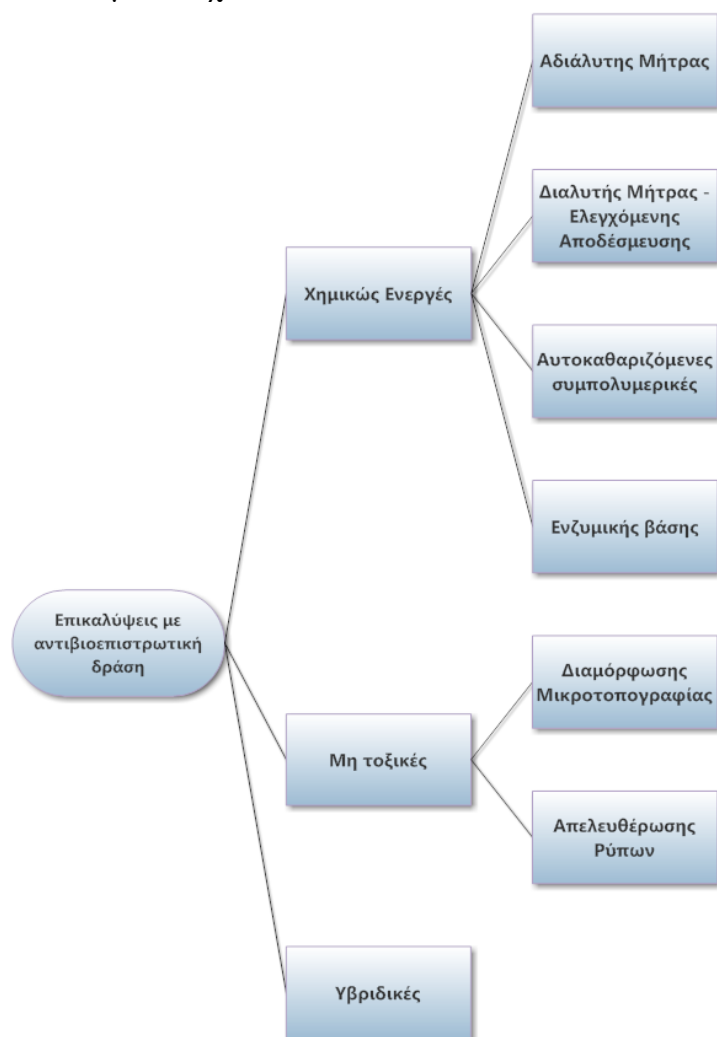 Αδιάλυτης Μήτρας
Διαλυτής Μήτρας -
Ελεγχόμενης
Αποδέσμευσης
Χημικώς Ενεργές
Αυτοκαθαριζόμενες
συμπολυμερικές
Ενζυμικής βάσης
Επικαλύψεις με
αντιβιοεπιστρωτική
δράση
Διαμόρφωσης
Μικροτοπογραφίας
Μη τοξικές
Απελευθέρωσης
Ρύπων
Υβριδικές